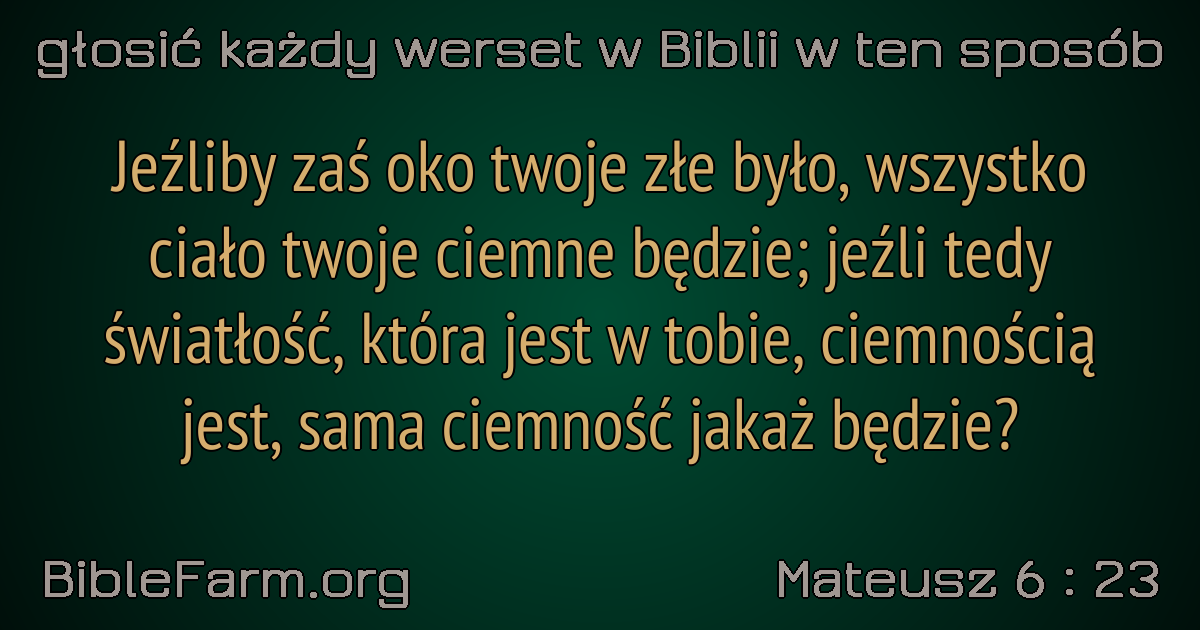 głosić każdy werset w Biblii w ten sposób
Jeźliby zaś oko twoje złe było, wszystko
ciało twoje ciemne będzie; jeźli tedy
światłość, która jest w tobie, ciemnością
jest, sama ciemność jakaż będzie?
BibleFarm.org
Mateusz 6 : 23